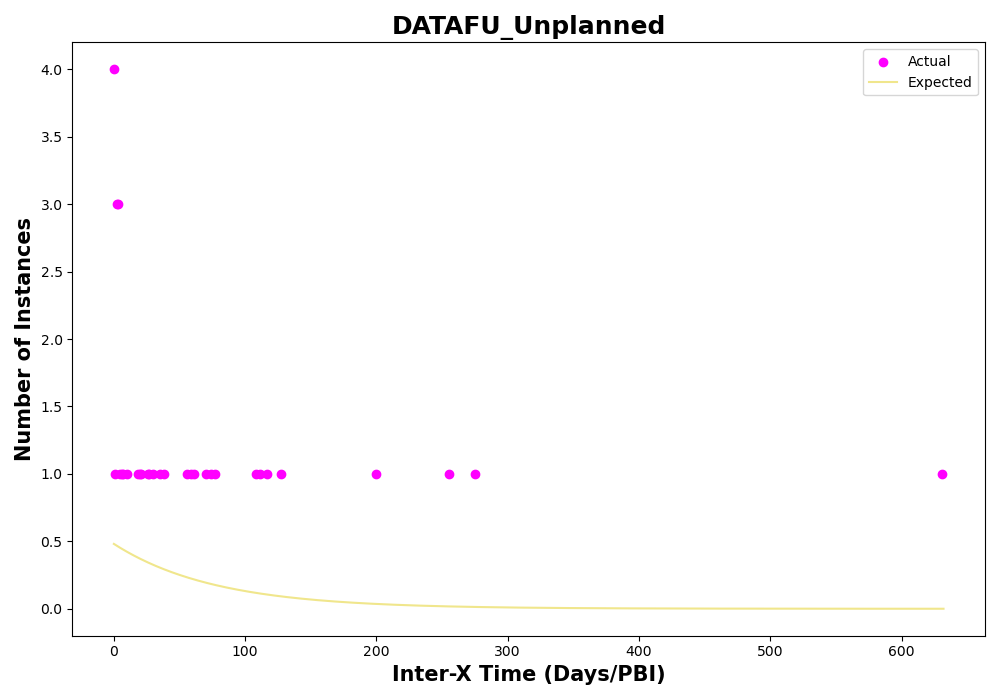 DATAFU_Unplanned
Actual
Expected
4.0
3.5
3.0
2.5
2.0
1.5
1.0
0.5
0.0
Number of Instances
0 100 200 300 400 500 600
Inter-X Time (Days/PBI)